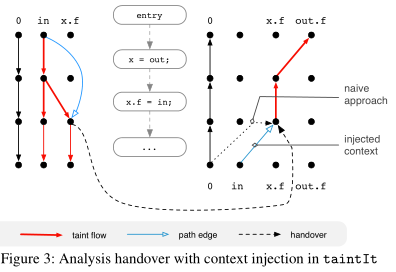 0 in x.f
entry
x.f out.f
x = out;
x.f = in;
naive
approach
injected
context
...
0 in x.f out.f
taint flow path edge handover
Figure 3: Analysis handover with context injection in taintIt